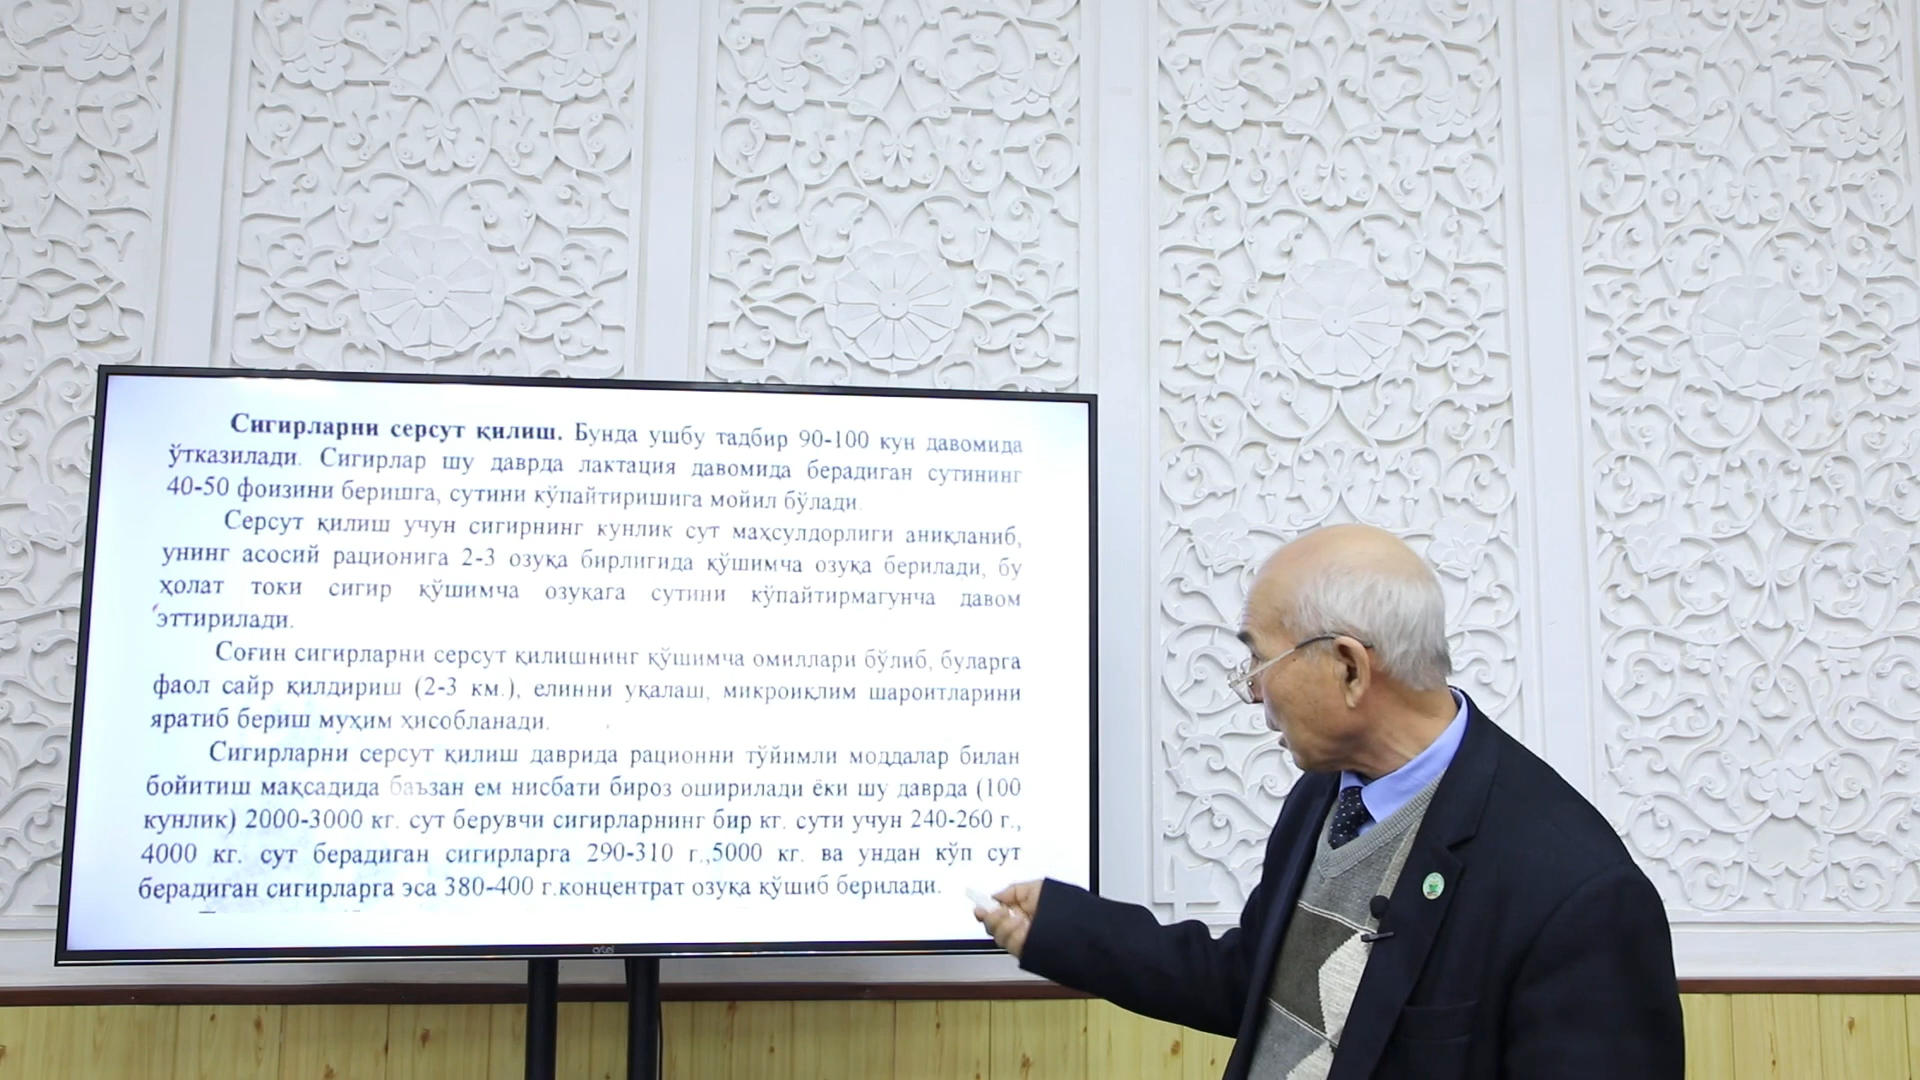 Сигирларни серсут қилиш. Бунда ушбу тадбир 90-100 кун давомида
ўтказилади. Сигирлар шу даврда лактация давомида берадиган сутининг
40-50 фоизини беришга, сутини кўпайтиришига мойил бўлади.
Серсут қилиш учун сигирнинг кунлик сут маҳсулдорлиги аниқланиб,
унинг асосий рационига 2-3 озуқа бирлигида қўшимча озуқа берилади, бу
ҳолат токи сигир қўшимча озуқага сутини кўпайтирмагунча давом
эттирилади.
Соғин сигирларни серсут қилишнинг қўшимча омиллари бўлиб, буларга
фаол сайр қилдириш (2-3 км.), елинни уқалаш, микроиқлим шароитларини
яратиб бериш муҳим ҳисобланади.
Сигирларни серсут қилиш даврида рационни тўйимли моддалар билан
бойитиш мақсадида баъзан ем нисбати бироз оширилади ёки шу даврда (100
кунлик) 2000-3000 кг. сут берувчи сигирларнинг бир кг. сути учун 240-260 г.,
4000 кг. сут берадиган сигирларга 290-310 г.,5000 кг. ва ундан кўп сут
берадиган сигирларга эса 380-400 г.концентрат озуқа қўшиб берилади.
artel